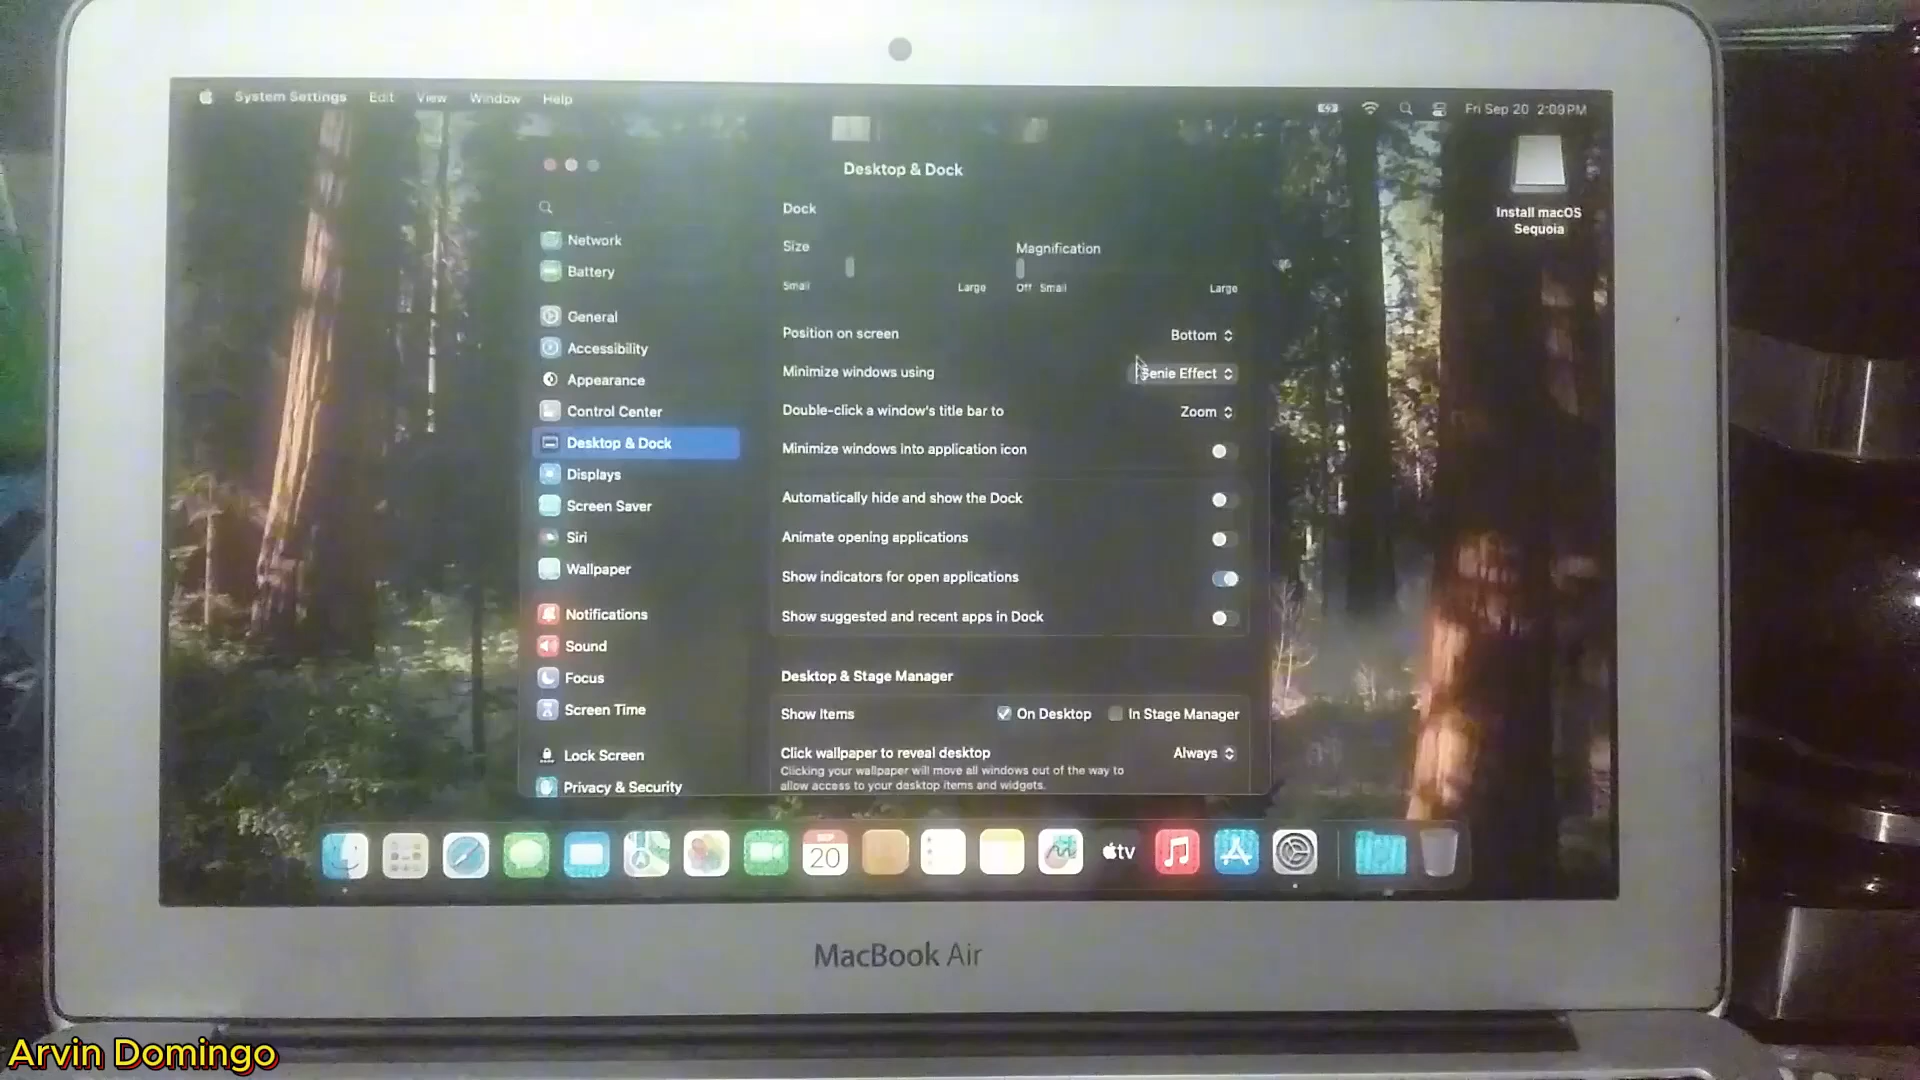 System Settings Edit View Window Help
Fri Sep 20 2:09 PM
Install macOS
Sequoia
Desktop & Dock
Network
Battery
General
Accessibility
Appearance
Control Center
Desktop & Dock
Displays
Screen Saver
Siri
Wallpaper
Notifications
Sound
Focus
Screen Time
Lock Screen
Privacy & Security
Dock
Size
Magnification
Small
Large
Off Small
Large
Position on screen
Bottom
Minimize windows using
Genie Effect
Double-click a window's title bar to
Zoom
Minimize windows into application icon
Automatically hide and show the Dock
Animate opening applications
Show indicators for open applications
Show suggested and recent apps in Dock
Desktop & Stage Manager
Show Items
On Desktop
In Stage Manager
Click wallpaper to reveal desktop
Always
Clicking your wallpaper will move all windows out of the way to
allow access to your desktop items and widgets.
SEP
20
tv
MacBook Air
Arvin Domingo